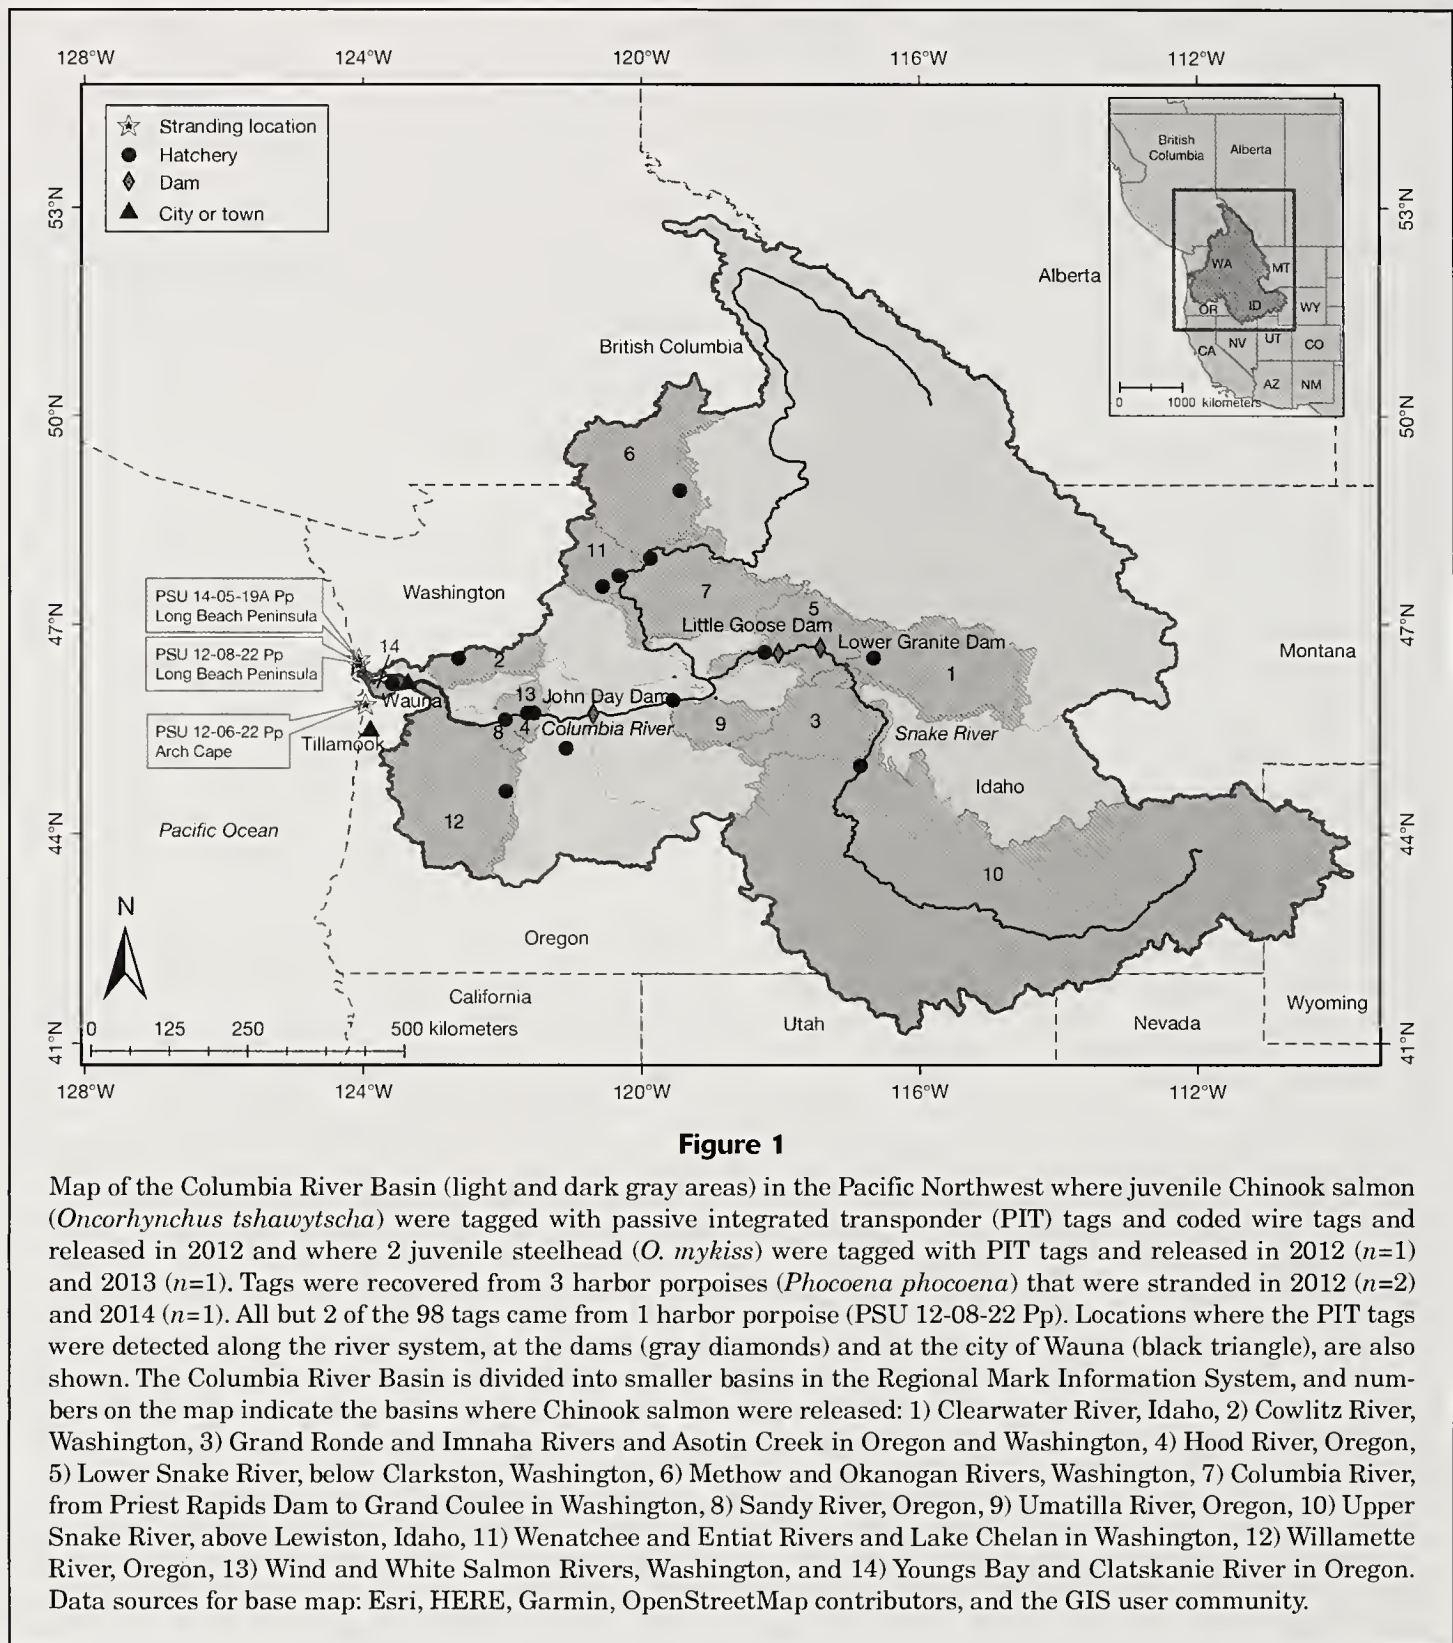 128°W 124°W 120°W 116°W 112°W
Stranding location
Hatchery
Dam
City or town
53°N
53°N
British
Columbia
Alberta
WA
MT
OR
ID
WY
CA
NV
UT
CO
AZ
NM
0 1000 kilometers
Alberta
British Columbia
50°N
50°N
6
11
Washington
7
5
47°N
47°N
PSU 14-05-19A Pp
Long Beach Peninsula
Little Goose Dam
Lower Granite Dam
14
2
1
Montana
PSU 12-08-22 Pp
Long Beach Peninsula
Wauna
13
John Day Dam
3
9
8
4
Columbia River
Snake River
PSU 12-06-22 Pp
Arch Cape
Tillamook
Idaho
12
Pacific Ocean
44°N
44°N
10
N
Oregon
California
Utah
Nevada
Wyoming
0 125 250 500 kilometers
41°N
41°N
128°W 124°W 120°W 116°W 112°W
Figure 1
Map of the Columbia River Basin (light and dark gray areas) in the Pacific Northwest where juvenile Chinook salmon
(Oncorhynchus tshawytscha) were tagged with passive integrated transponder (PIT) tags and coded wire tags and
released in 2012 and where 2 juvenile steelhead (O. mykiss) were tagged with PIT tags and released in 2012 (n=1)
and 2013 (n=1). Tags were recovered from 3 harbor porpoises (Phocoena phocoena) that were stranded in 2012 (n=2)
and 2014 (n=1). All but 2 of the 98 tags came from 1 harbor porpoise (PSU 12-08-22 Pp). Locations where the PIT tags
were detected along the river system, at the dams (gray diamonds) and at the city of Wauna (black triangle), are also
shown. The Columbia River Basin is divided into smaller basins in the Regional Mark Information System, and num-
bers on the map indicate the basins where Chinook salmon were released: 1) Clearwater River, Idaho, 2) Cowlitz River,
Washington, 3) Grand Ronde and Imnaha Rivers and Asotin Creek in Oregon and Washington, 4) Hood River, Oregon,
5) Lower Snake River, below Clarkston, Washington, 6) Methow and Okanogan Rivers, Washington, 7) Columbia River,
from Priest Rapids Dam to Grand Coulee in Washington, 8) Sandy River, Oregon, 9) Umatilla River, Oregon, 10) Upper
Snake River, above Lewiston, Idaho, 11) Wenatchee and Entiat Rivers and Lake Chelan in Washington, 12) Willamette
River, Oregon, 13) Wind and White Salmon Rivers, Washington, and 14) Youngs Bay and Clatskanie River in Oregon.
Data sources for base map: Esri, HERE, Garmin, OpenStreetMap contributors, and the GIS user community.